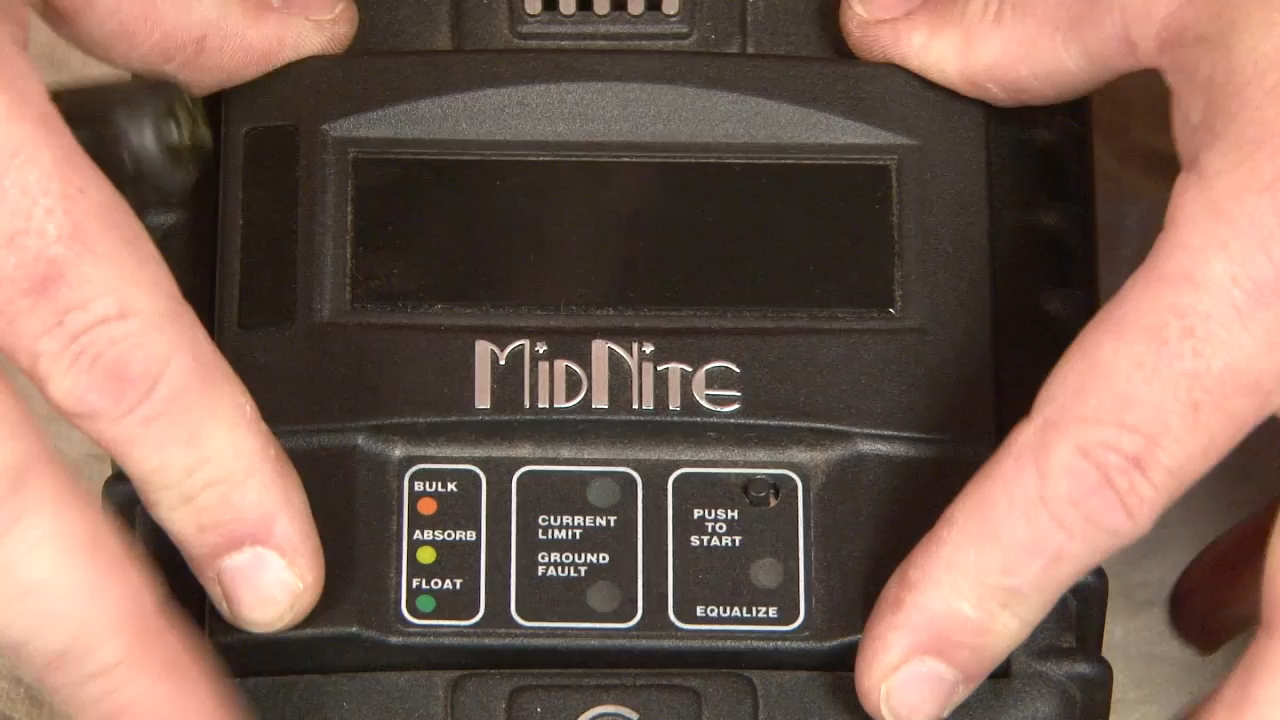 MIDNITE
BULK
ABSORB
FLOAT
CURRENT
LIMIT
GROUND
FAULT
PUSH
TO
START
EQUALIZE